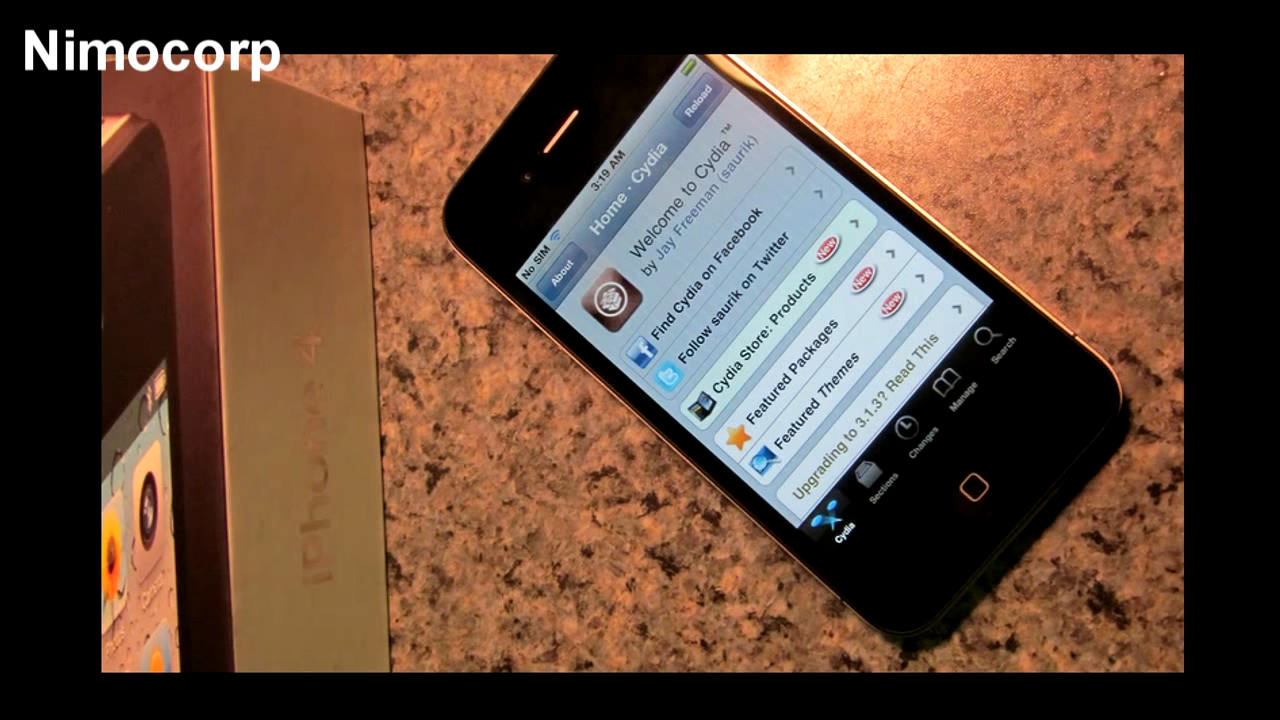 Nimocorp
iPhone 4
No SIM 3:19 AM
About Home · Cydia Reload
Welcome to Cydia™
by Jay Freeman (saurik)
Find Cydia on Facebook
Follow saurik on Twitter
Cydia Store: Products New
Featured Packages New
Featured Themes New
Upgrading to 3.1.3? Read This
Cydia Sections Changes Manage Search